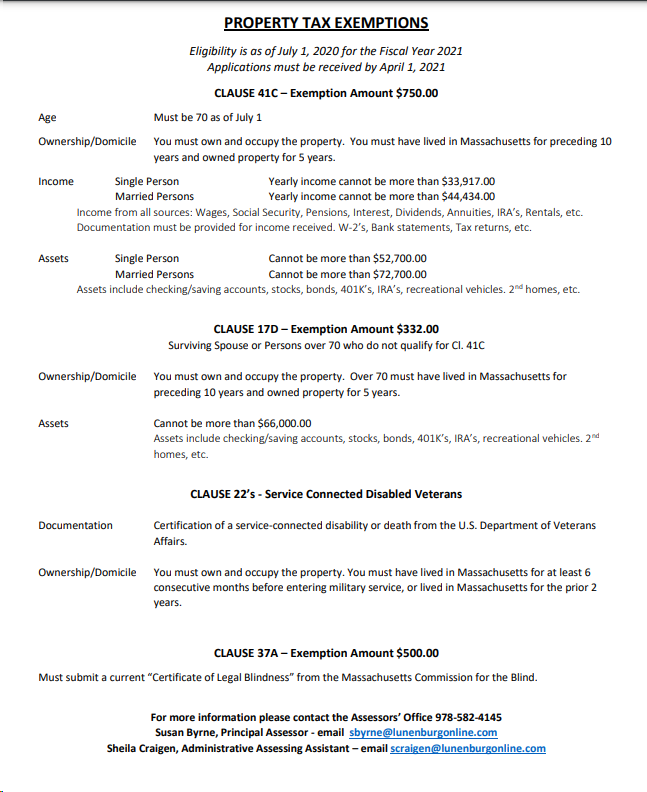 PROPERTY TAX EXEMPTIONS
Eligibility is as of July 1, 2020 for the Fiscal Year 2021
Applications must be received by April 1, 2021
CLAUSE 41C – Exemption Amount $750.00
Age Must be 70 as of July 1
Ownership/Domicile You must own and occupy the property. You must have lived in Massachusetts for preceding 10
years and owned property for 5 years.
Income Single Person Yearly income cannot be more than $33,917.00
Married Persons Yearly income cannot be more than $44,434.00
Income from all sources: Wages, Social Security, Pensions, Interest, Dividends, Annuities, IRA’s, Rentals, etc.
Documentation must be provided for income received. W-2’s, Bank statements, Tax returns, etc.
Assets Single Person Cannot be more than $52,700.00
Married Persons Cannot be more than $72,700.00
Assets include checking/saving accounts, stocks, bonds, 401K’s, IRA’s, recreational vehicles. 2nd homes, etc.
CLAUSE 17D – Exemption Amount $332.00
Surviving Spouse or Persons over 70 who do not qualify for Cl. 41C
Ownership/Domicile You must own and occupy the property. Over 70 must have lived in Massachusetts for
preceding 10 years and owned property for 5 years.
Assets Cannot be more than $66,000.00
Assets include checking/saving accounts, stocks, bonds, 401K’s, IRA’s, recreational vehicles. 2nd
homes, etc.
CLAUSE 22’s - Service Connected Disabled Veterans
Documentation Certification of a service-connected disability or death from the U.S. Department of Veterans
Affairs.
Ownership/Domicile You must own and occupy the property. You must have lived in Massachusetts for at least 6
consecutive months before entering military service, or lived in Massachusetts for the prior 2
years.
CLAUSE 37A – Exemption Amount $500.00
Must submit a current “Certificate of Legal Blindness” from the Massachusetts Commission for the Blind.
For more information please contact the Assessors’ Office 978-582-4145
Susan Byrne, Principal Assessor - email sbyrne@lunenburgonline.com
Sheila Craigen, Administrative Assessing Assistant – email scraigen@lunenburgonline.com